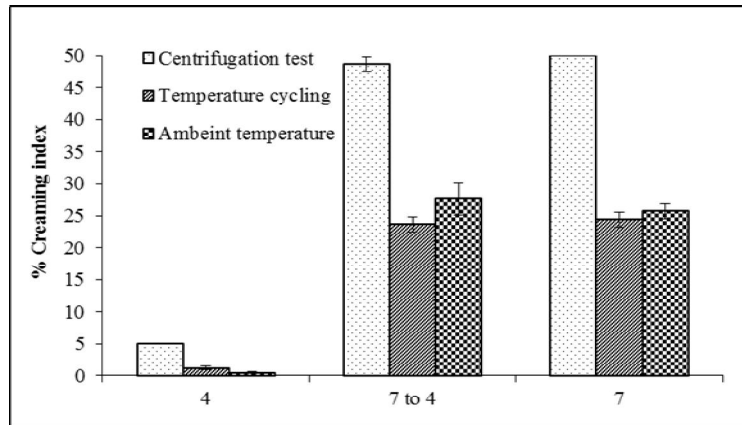 50
45
40
35
30
25
20
15
10
5
0
% Creaming index
Centrifugation test
Temperature cycling
Ambeint temperature
4
7 to 4
7